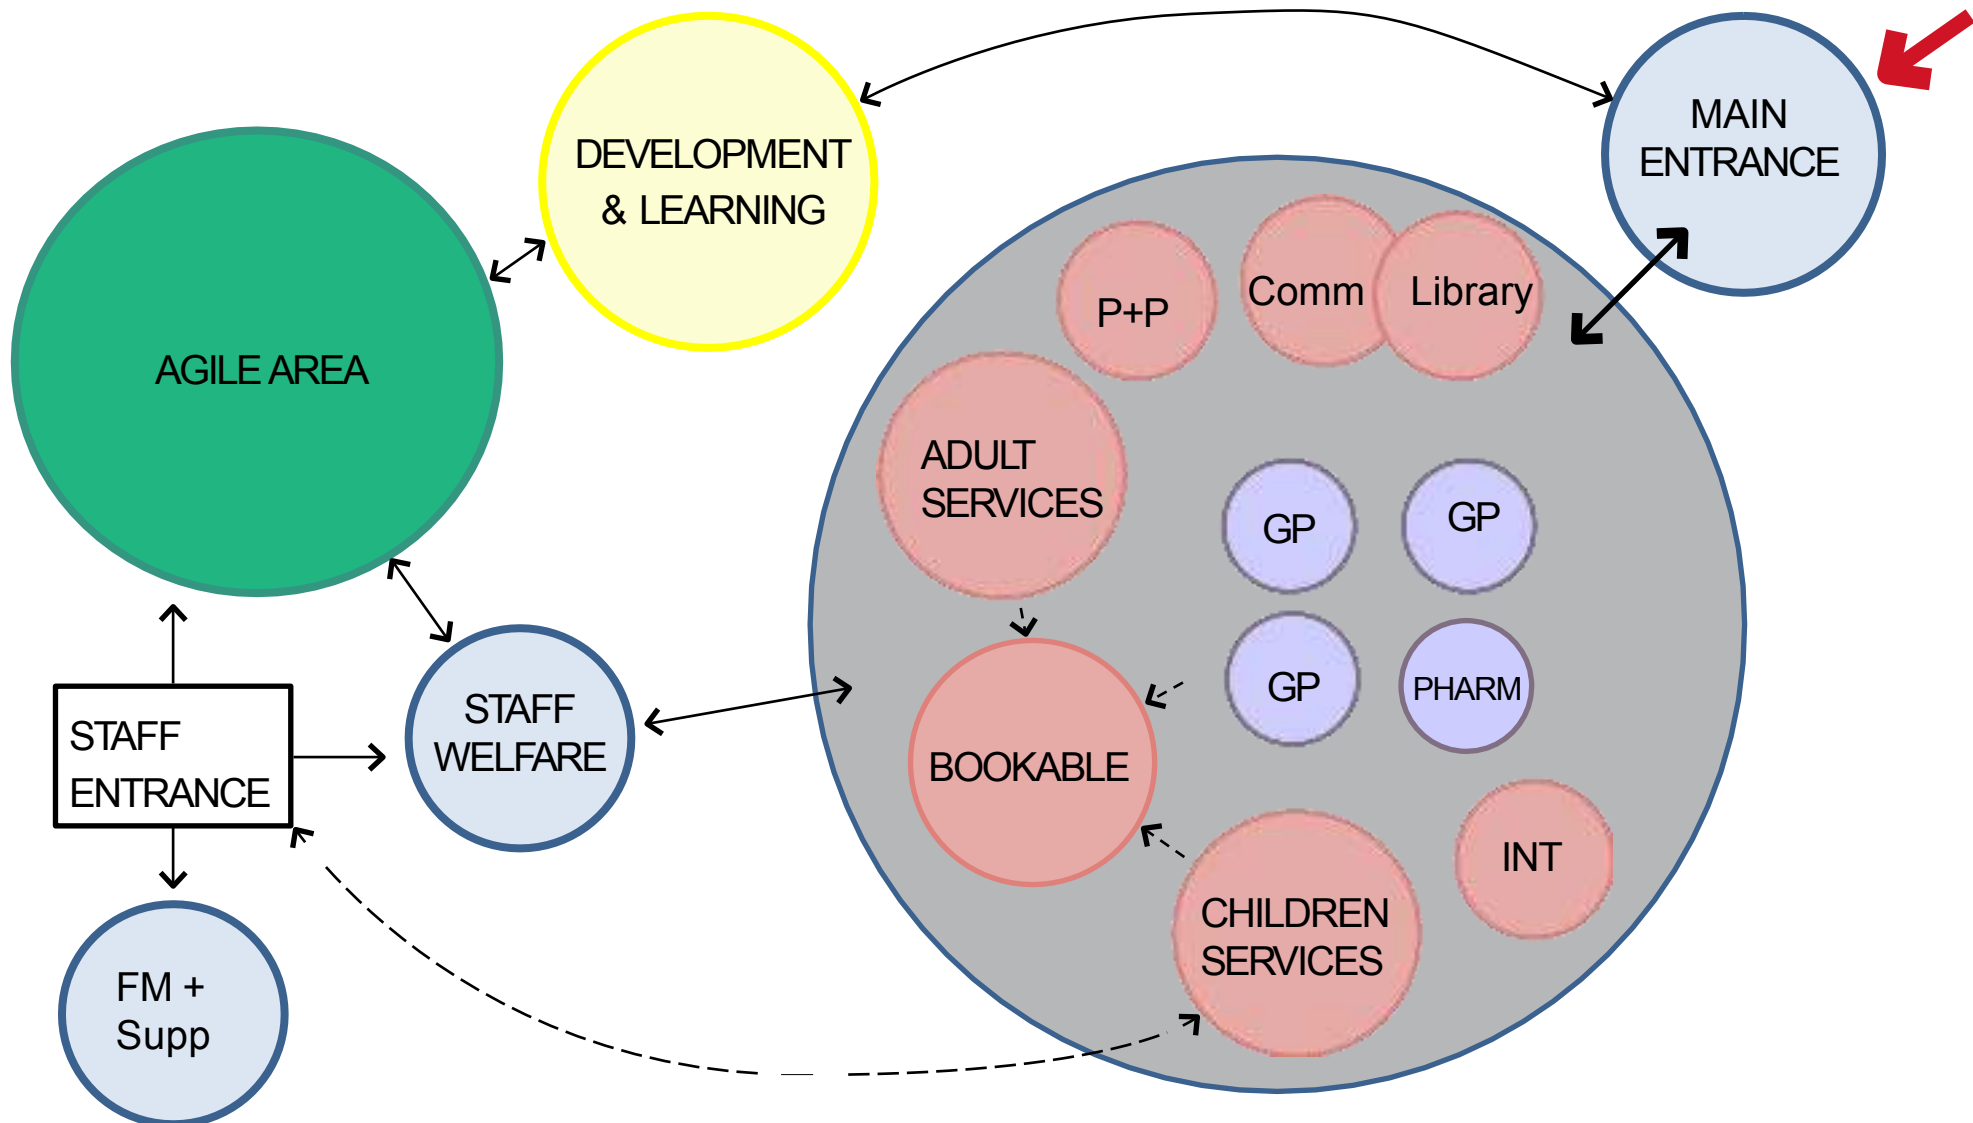 DEVELOPMENT
& LEARNING
MAIN
ENTRANCE
AGILE AREA
P+P
Comm
Library
ADULT
SERVICES
GP
GP
GP
PHARM
STAFF
WELFARE
STAFF
ENTRANCE
BOOKABLE
INT
CHILDREN
SERVICES
FM +
Supp